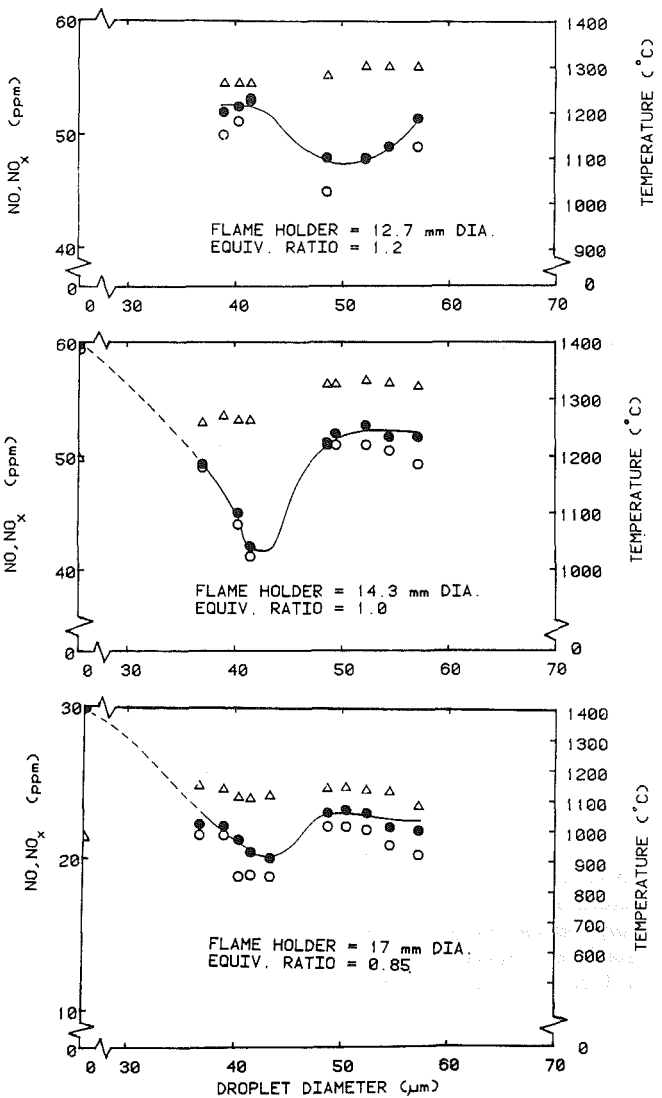 60
50
40
0
NO, NOx (ppm)
1400
1300
1200
1100
1000
900
0
TEMPERATURE (°C)
FLAME HOLDER = 12.7 mm DIA.
EQUIV. RATIO = 1.2
0 30 40 50 60 70
60
50
40
0
NO, NOx (ppm)
1400
1300
1200
1100
1000
0
TEMPERATURE (°C)
FLAME HOLDER = 14.3 mm DIA.
EQUIV. RATIO = 1.0
0 30 40 50 60 70
30
20
10
0
NO, NOx (ppm)
1400
1300
1200
1100
1000
900
800
700
600
0
TEMPERATURE (°C)
FLAME HOLDER = 17 mm DIA.
EQUIV. RATIO = 0.85
0 30 40 50 60 70
DROPLET DIAMETER (μm)